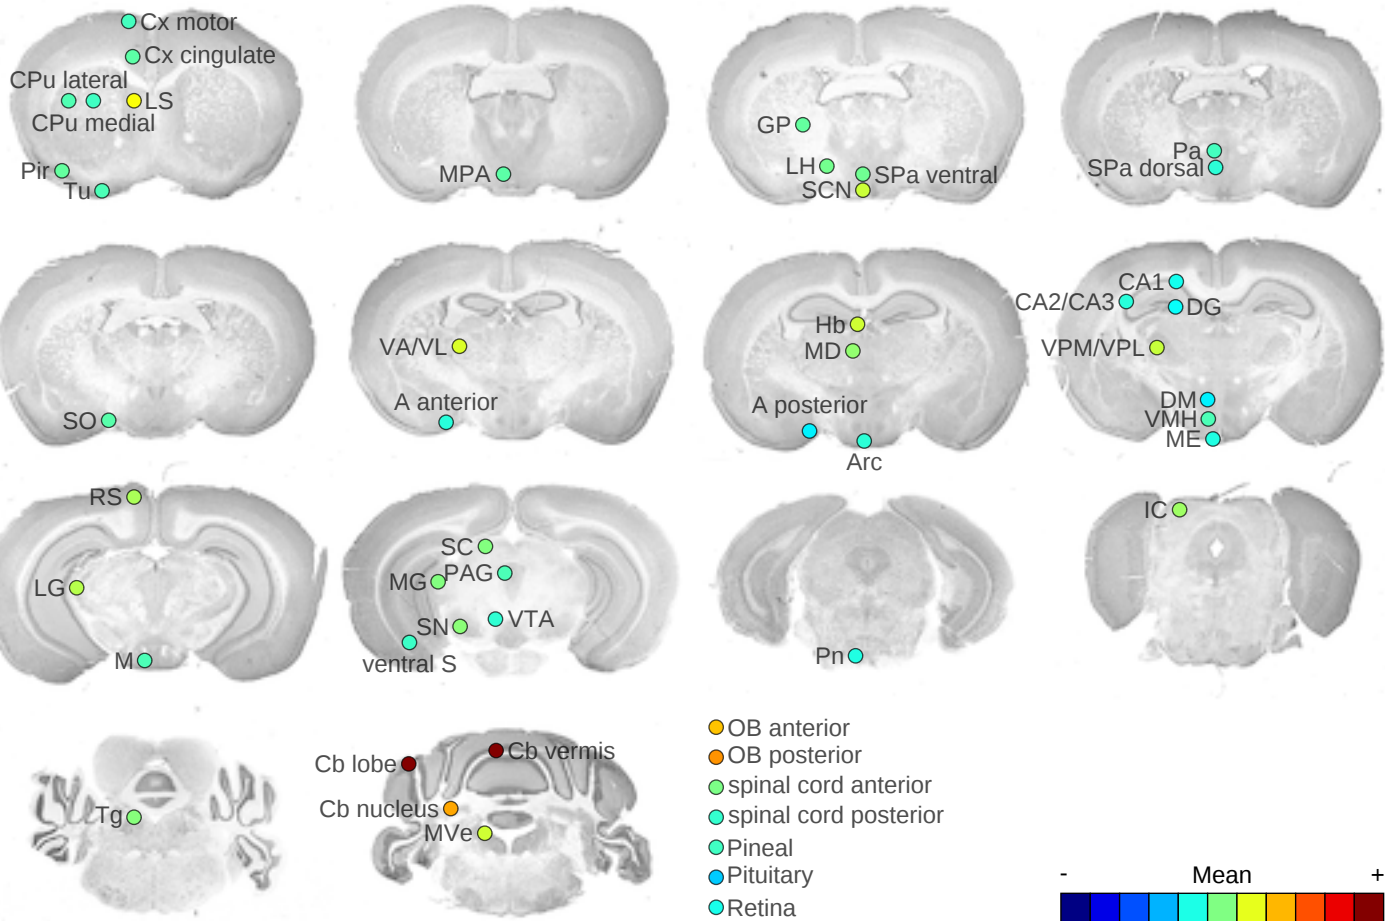 Cx motor
Cx cingulate
CPu lateral
LS
CPu medial
Pir
Tu
MPA
GP
LH
SPa ventral
SCN
Pa
SPa dorsal
SO
VA/VL
A anterior
Hb
MD
A posterior
Arc
CA1
CA2/CA3
DG
VPM/VPL
DM
VMH
ME
RS
LG
M
SC
PAG
MG
VTA
SN
ventral S
Pn
IC
Tg
Cb lobe
Cb vermis
Cb nucleus
MVe
OB anterior
OB posterior
spinal cord anterior
spinal cord posterior
Pineal
Pituitary
Retina
- Mean +